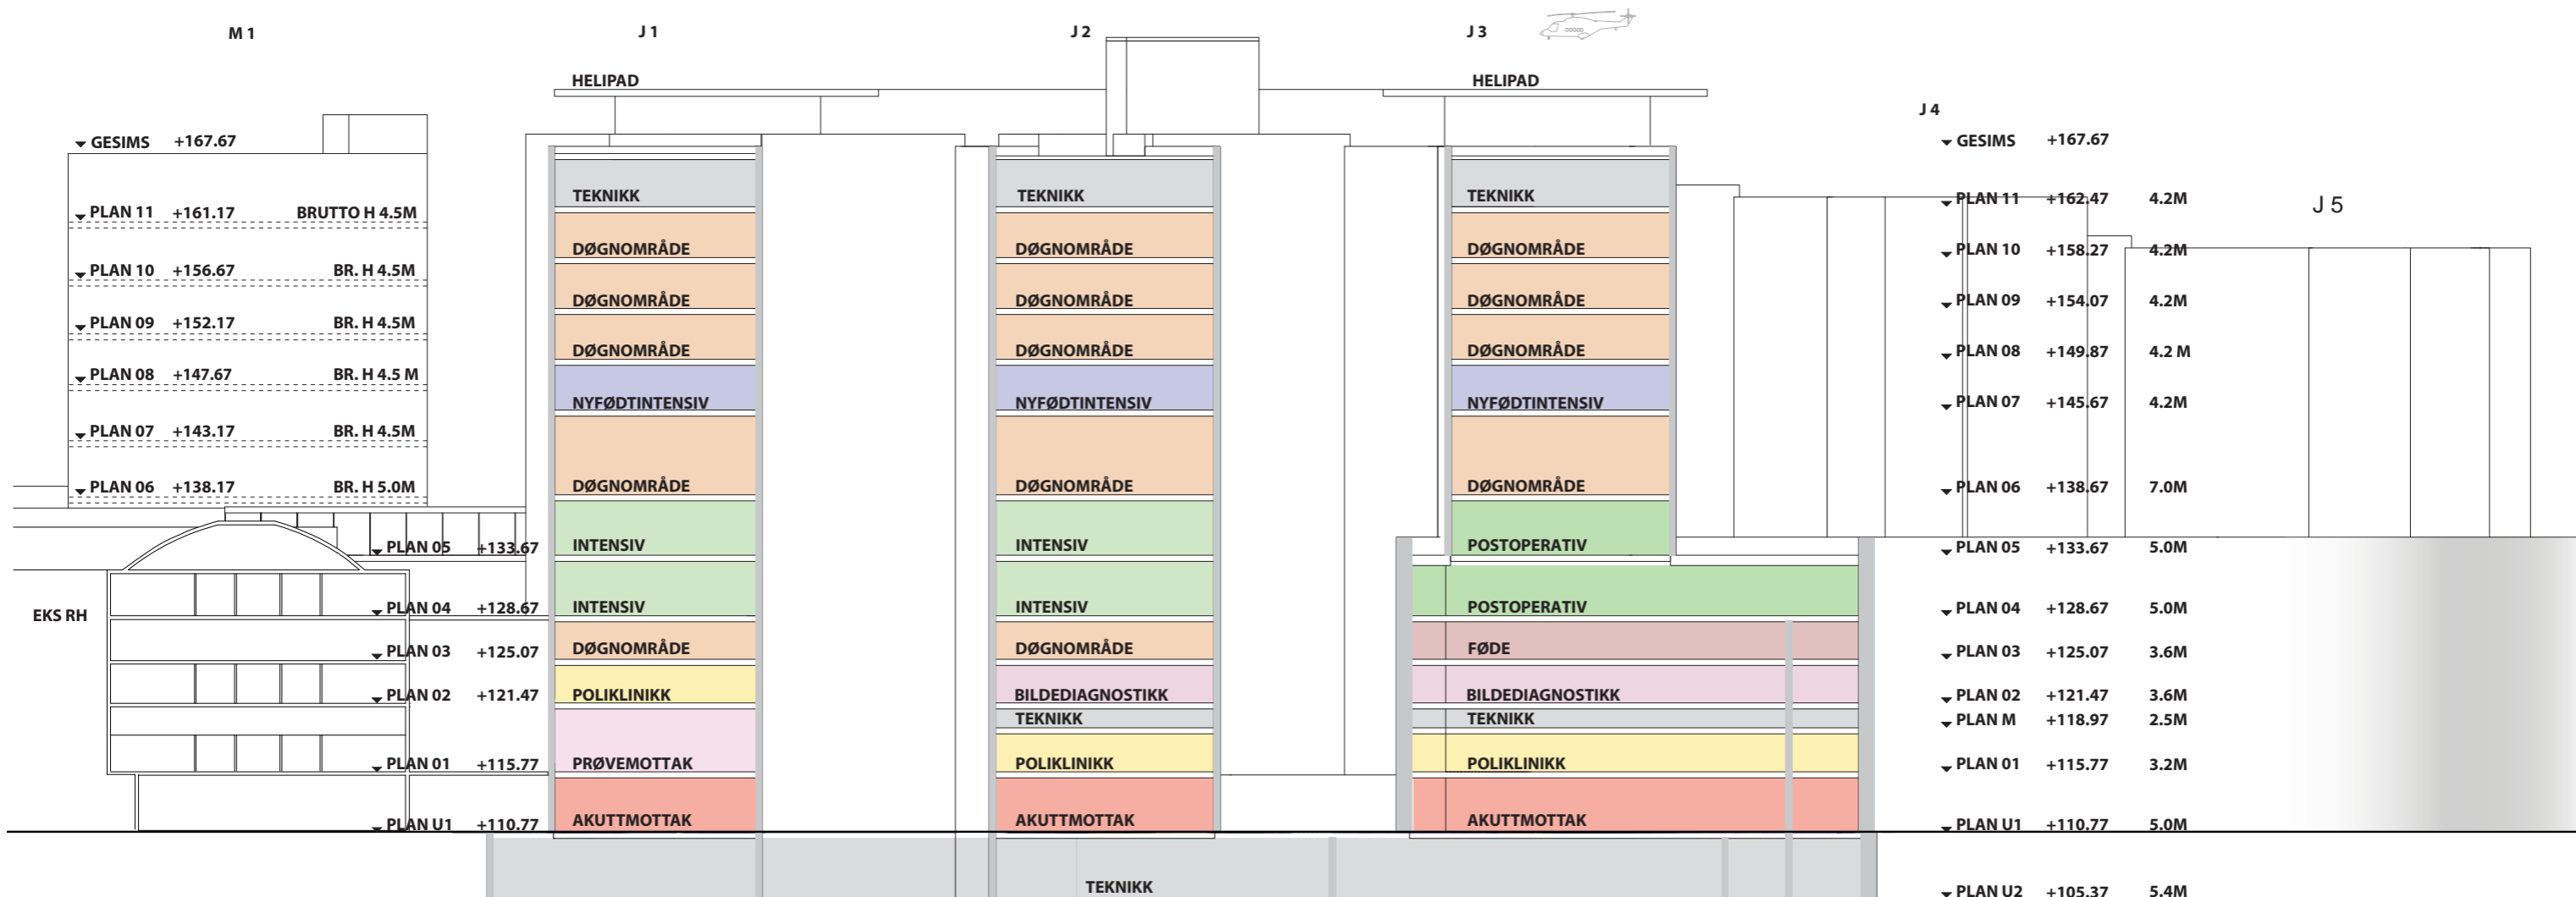 M 1
J 1
J 2
J 3
HELIPAD
HELIPAD
J 4
GESIMS +167.67
GESIMS +167.67
TEKNIKK
TEKNIKK
TEKNIKK
PLAN 11 +162.47 4.2M
J 5
PLAN 11 +161.17 BRUTTO H 4.5M
DØGNOMRÅDE
DØGNOMRÅDE
DØGNOMRÅDE
PLAN 10 +158.27 4.2M
PLAN 10 +156.67 BR. H 4.5M
DØGNOMRÅDE
DØGNOMRÅDE
DØGNOMRÅDE
PLAN 09 +154.07 4.2M
PLAN 09 +152.17 BR. H 4.5M
DØGNOMRÅDE
DØGNOMRÅDE
DØGNOMRÅDE
PLAN 08 +149.87 4.2 M
PLAN 08 +147.67 BR. H 4.5 M
NYFØDTINTENSIV
NYFØDTINTENSIV
NYFØDTINTENSIV
PLAN 07 +145.67 4.2M
PLAN 07 +143.17 BR. H 4.5M
PLAN 06 +138.17 BR. H 5.0M
DØGNOMRÅDE
DØGNOMRÅDE
DØGNOMRÅDE
PLAN 06 +138.67 7.0M
PLAN 05 +133.67
INTENSIV
INTENSIV
POSTOPERATIV
PLAN 05 +133.67 5.0M
EKS RH
PLAN 04 +128.67
INTENSIV
INTENSIV
POSTOPERATIV
PLAN 04 +128.67 5.0M
PLAN 03 +125.07
DØGNOMRÅDE
DØGNOMRÅDE
FØDE
PLAN 03 +125.07 3.6M
PLAN 02 +121.47
POLIKLINIKK
BILDEDIAGNOSTIKK
BILDEDIAGNOSTIKK
PLAN 02 +121.47 3.6M
TEKNIKK
TEKNIKK
PLAN M +118.97 2.5M
PLAN 01 +115.77
PRØVEMOTTAK
POLIKLINIKK
POLIKLINIKK
PLAN 01 +115.77 3.2M
PLAN U1 +110.77
AKUTTMOTTAK
AKUTTMOTTAK
AKUTTMOTTAK
PLAN U1 +110.77 5.0M
TEKNIKK
PLAN U2 +105.37 5.4M